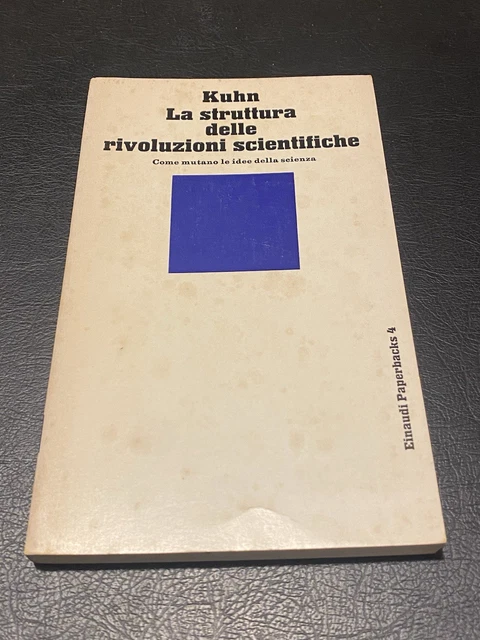 Kuhn
La struttura
delle
rivoluzioni scientifiche
Come mutano le idee della scienza
Einaudi Paperbacks 4